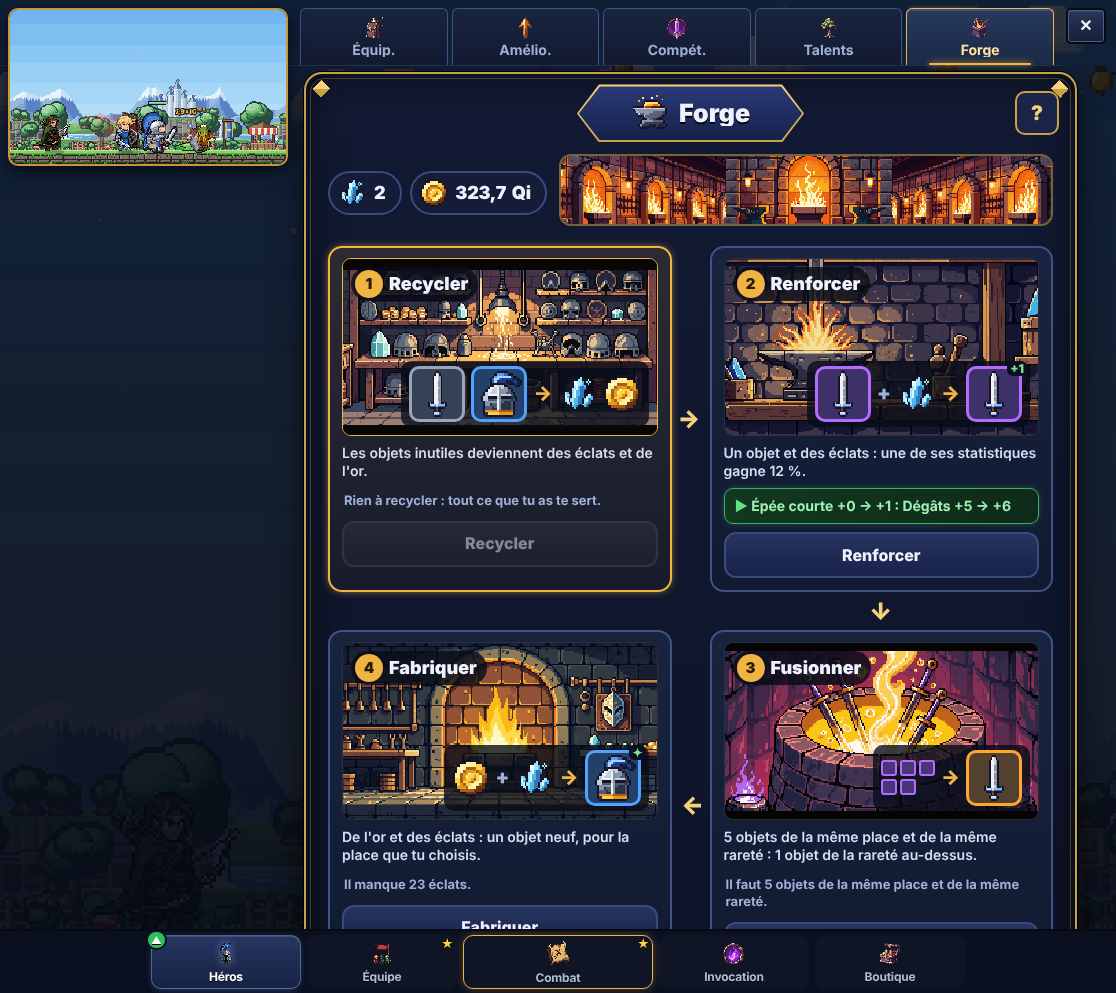 Équip.
Amélio.
Compét.
Talents
Forge
×
Forge
?
2
323,7 Qi
1 Recycler
Les objets inutiles deviennent des éclats et de
l'or.
Rien à recycler : tout ce que tu as te sert.
Recycler
2 Renforcer
+1
Un objet et des éclats : une de ses statistiques
gagne 12 %.
▶ Épée courte +0 → +1 : Dégâts +5 → +6
Renforcer
4 Fabriquer
De l'or et des éclats : un objet neuf, pour la
place que tu choisis.
Il manque 23 éclats.
Fabriquer
3 Fusionner
5 objets de la même place et de la même
rareté : 1 objet de la rareté au-dessus.
Il faut 5 objets de la même place et de la même
rareté.
Héros
Équipe
Combat
Invocation
Boutique